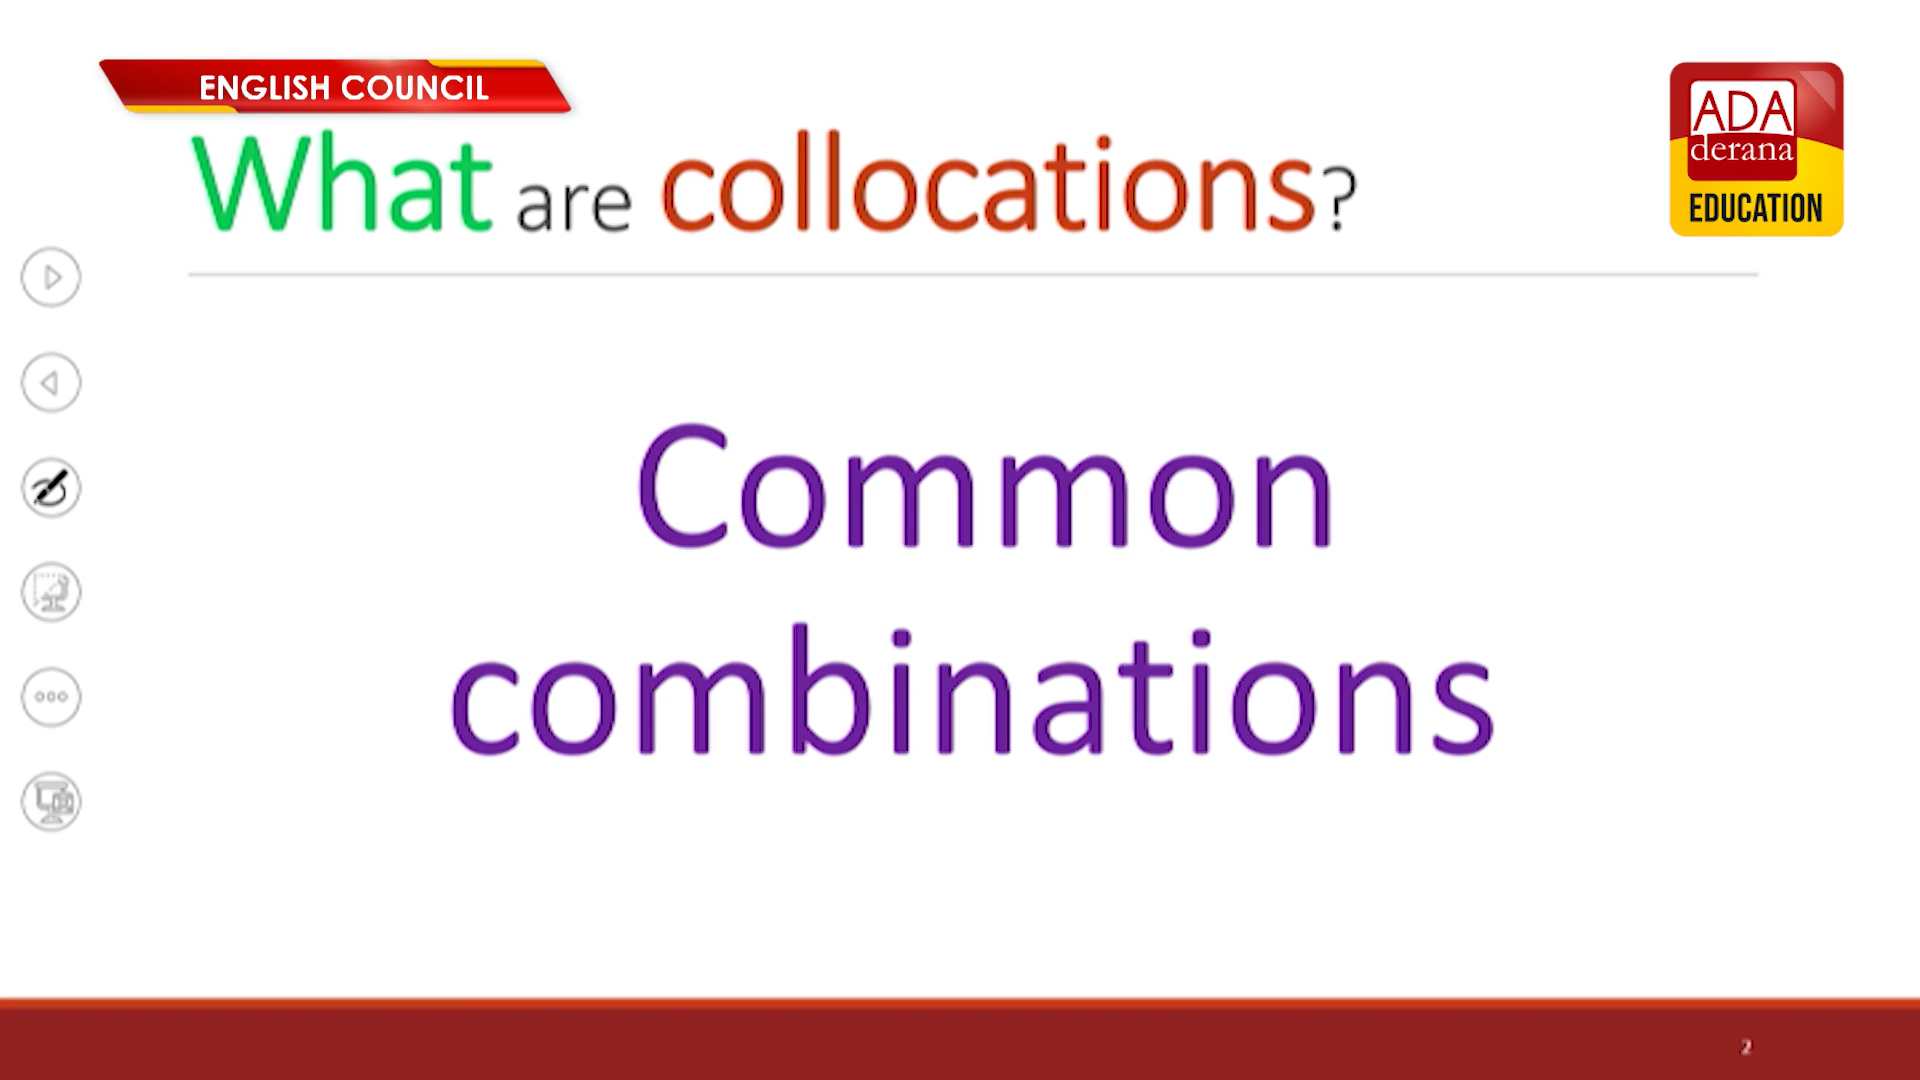 ENGLISH COUNCIL
ADA
derana
EDUCATION
What are collocations?
Common
combinations
2